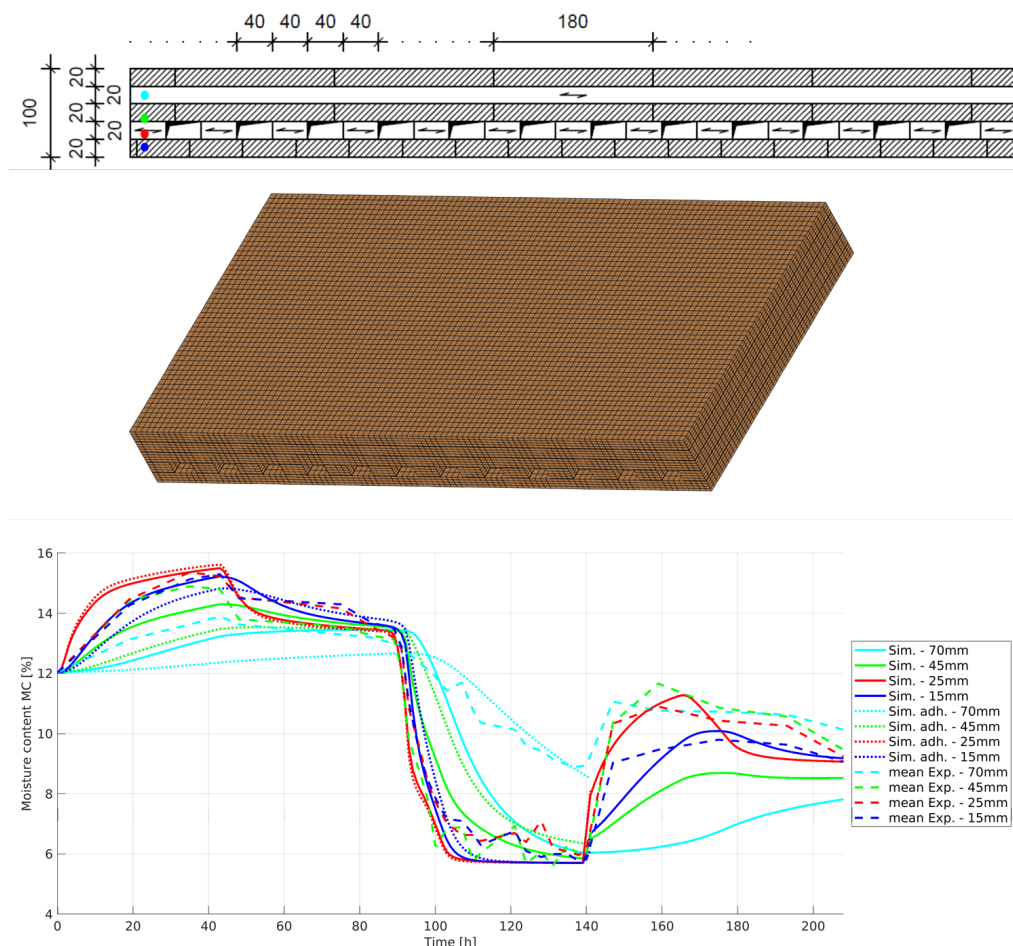 40 40 40 40 180
100
20 20
20
20
20
20
16
14
12
10
8
6
4
Moisture content MC [%]
0 20 40 60 80 100 120 140 160 180 200
Time [h]
Sim. - 70mm
Sim. - 45mm
Sim. - 25mm
Sim. - 15mm
Sim. adh. - 70mm
Sim. adh. - 45mm
Sim. adh. - 25mm
Sim. adh. - 15mm
mean Exp. - 70mm
mean Exp. - 45mm
mean Exp. - 25mm
mean Exp. - 15mm